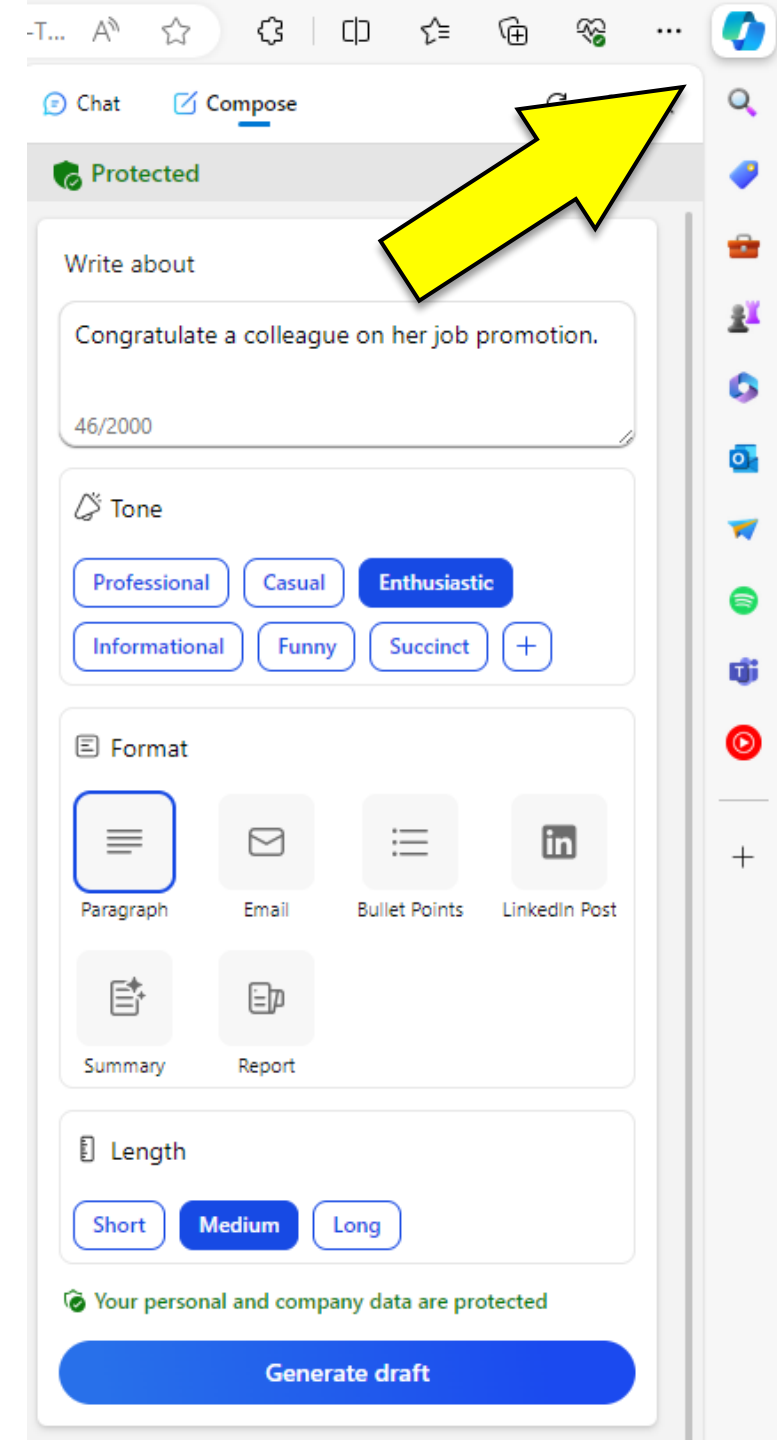 -T...
Chat Compose
Protected
Write about
Congratulate a colleague on her job promotion.
46/2000
Tone
Professional Casual Enthusiastic
Informational Funny Succinct +
Format
in
Paragraph Email Bullet Points LinkedIn Post
Summary Report
Length
Short Medium Long
Your personal and company data are protected
Generate draft